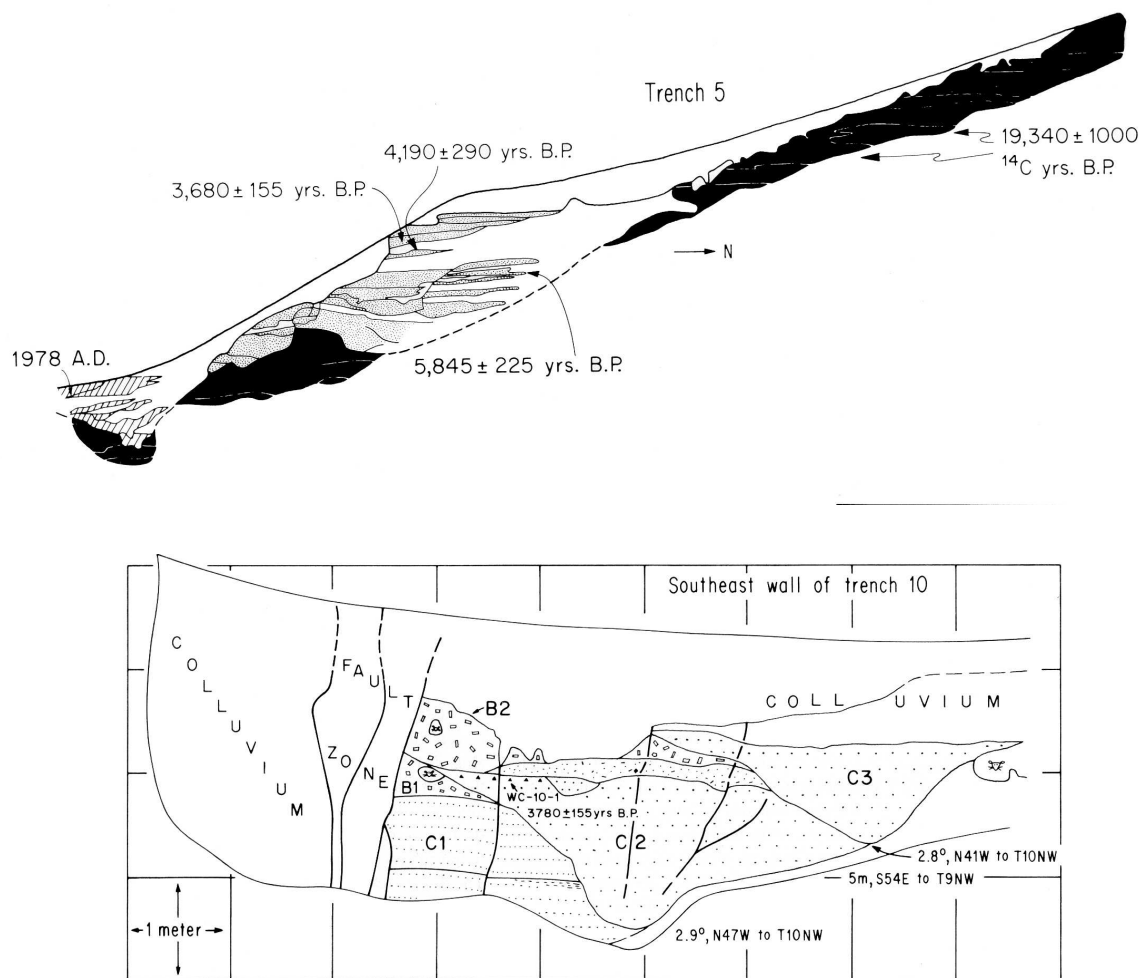 Trench 5
19,340 ± 1000
¹⁴C yrs. B.P.
4,190 ± 290 yrs. B.P.
3,680 ± 155 yrs. B.P.
N
1978 A.D.
5,845 ± 225 yrs. B.P.
Southeast wall of trench 10
COLLUVIUM
FAULT
ZONE
B2
COLLUVIUM
B1
WC-10-1
3780±155yrs B.P.
C1
C2
C3
2.8°, N41W to T10NW
5m, S54E to T9NW
1 meter
2.9°, N47W to T10NW